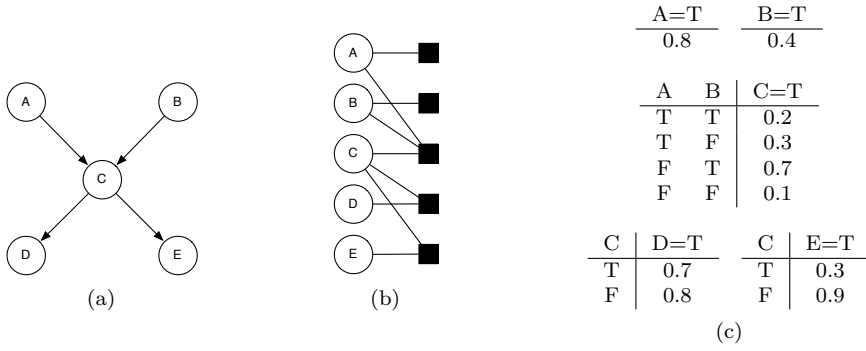 A
B
C
D
E
(a)
A
B
C
D
E
(b)
A=T B=T
0.8 0.4
A B C=T
T T 0.2
T F 0.3
F T 0.7
F F 0.1
C D=T C E=T
T 0.7 T 0.3
F 0.8 F 0.9
(c)